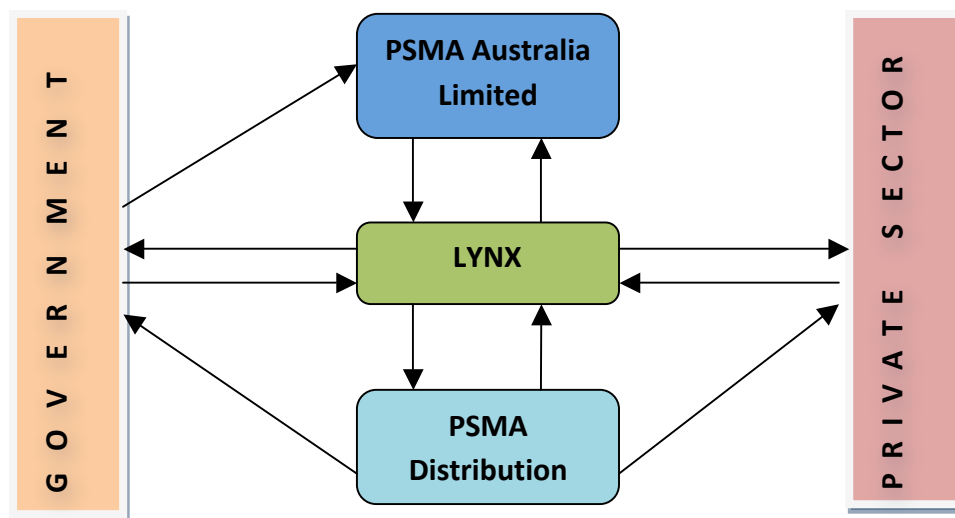 GOVERNMENT
PSMA Australia
Limited
LYNX
PSMA
Distribution
PRIVATE SECTOR